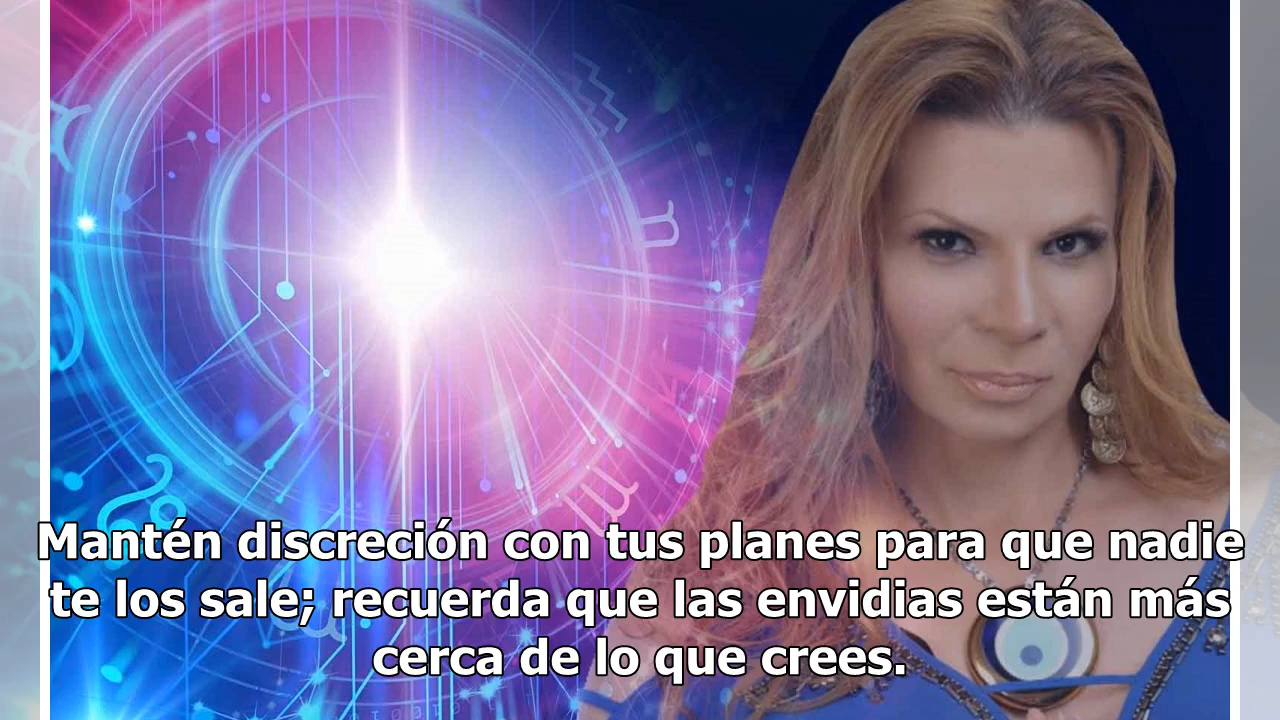 Mantén discreción con tus planes para que nadie
te los sale; recuerda que las envidias están más
cerca de lo que crees.